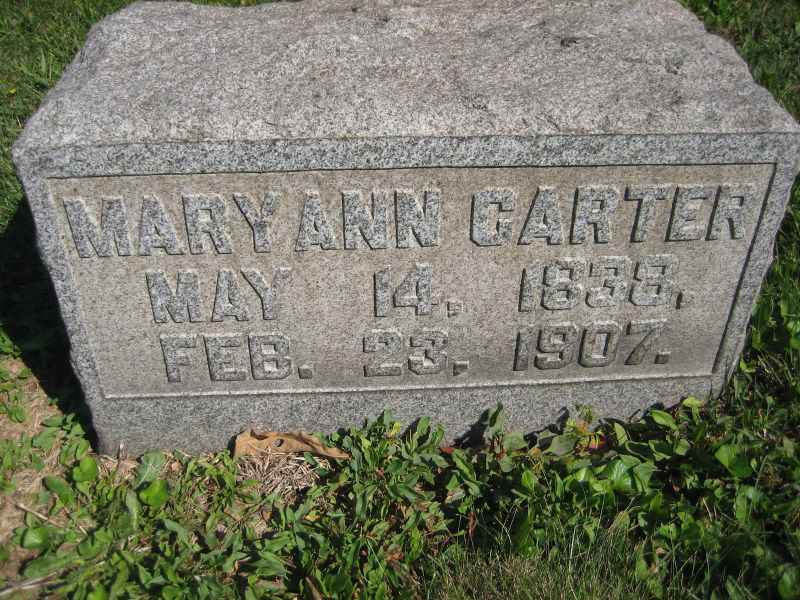 MARY ANN CARTER
MAY 14, 1838.
FEB. 23, 1907.